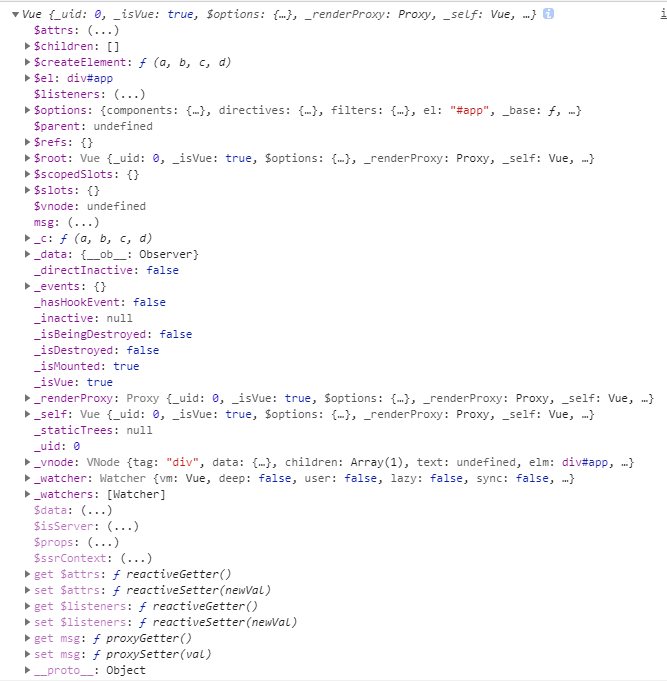 Vue {_uid: 0, _isVue: true, $options: {…}, _renderProxy: Proxy, _self: Vue, …} i
$attrs: (...)
$children: []
$createElement: ƒ (a, b, c, d)
$el: div#app
$listeners: (...)
$options: {components: {…}, directives: {…}, filters: {…}, el: "#app", _base: ƒ, …}
$parent: undefined
$refs: {}
$root: Vue {_uid: 0, _isVue: true, $options: {…}, _renderProxy: Proxy, _self: Vue, …}
$scopedSlots: {}
$slots: {}
$vnode: undefined
msg: (...)
_c: ƒ (a, b, c, d)
_data: {__ob__: Observer}
_directInactive: false
_events: {}
_hasHookEvent: false
_inactive: null
_isBeingDestroyed: false
_isDestroyed: false
_isMounted: true
_isVue: true
_renderProxy: Proxy {_uid: 0, _isVue: true, $options: {…}, _renderProxy: Proxy, _self: Vue, …}
_self: Vue {_uid: 0, _isVue: true, $options: {…}, _renderProxy: Proxy, _self: Vue, …}
_staticTrees: null
_uid: 0
_vnode: VNode {tag: "div", data: {…}, children: Array(1), text: undefined, elm: div#app, …}
_watcher: Watcher {vm: Vue, deep: false, user: false, lazy: false, sync: false, …}
_watchers: [Watcher]
$data: (...)
$isServer: (...)
$props: (...)
$ssrContext: (...)
get $attrs: ƒ reactiveGetter()
set $attrs: ƒ reactiveSetter(newVal)
get $listeners: ƒ reactiveGetter()
set $listeners: ƒ reactiveSetter(newVal)
get msg: ƒ proxyGetter()
set msg: ƒ proxySetter(val)
__proto__: Object